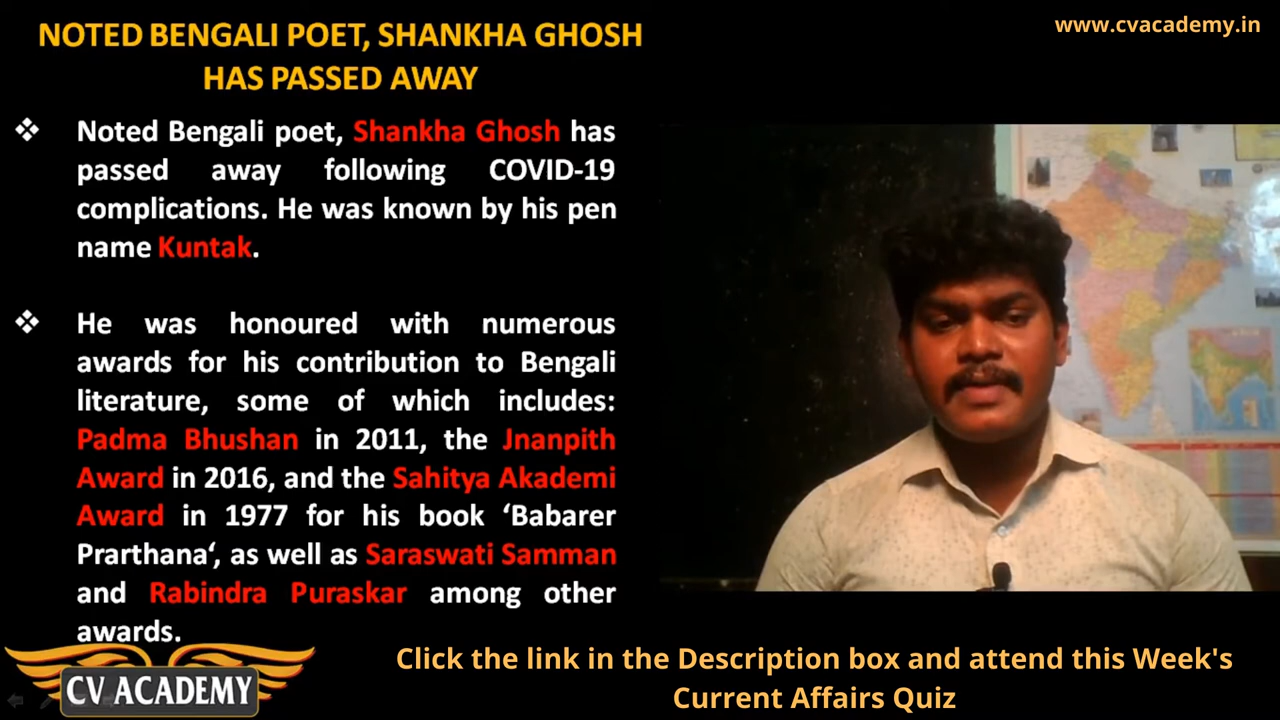 NOTED BENGALI POET, SHANKHA GHOSH
HAS PASSED AWAY
www.cvacademy.in
❖ Noted Bengali poet, Shankha Ghosh has
passed away following COVID-19
complications. He was known by his pen
name Kuntak.
❖ He was honoured with numerous
awards for his contribution to Bengali
literature, some of which includes:
Padma Bhushan in 2011, the Jnanpith
Award in 2016, and the Sahitya Akademi
Award in 1977 for his book ‘Babarer
Prarthana‘, as well as Saraswati Samman
and Rabindra Puraskar among other
awards.
CV ACADEMY
Click the link in the Description box and attend this Week's
Current Affairs Quiz